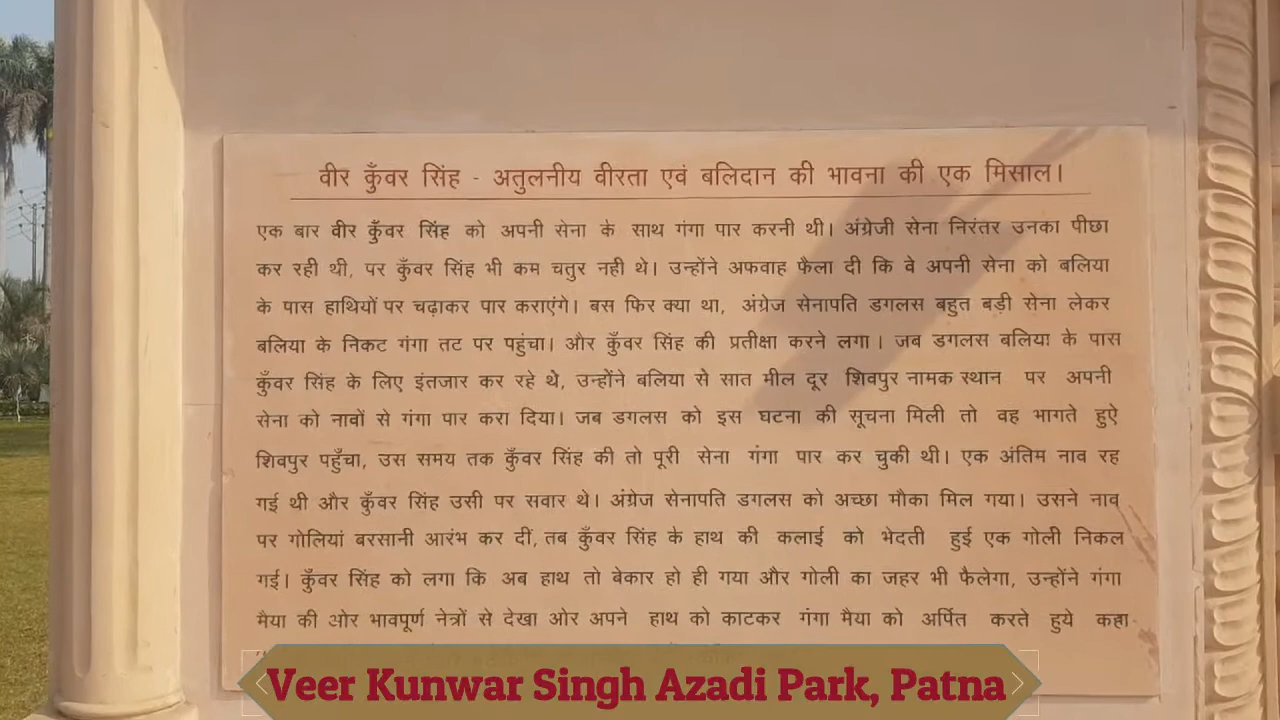 वीर कुँवर सिंह - अतुलनीय वीरता एवं बलिदान की भावना की एक मिसाल।
एक बार वीर कुँवर सिंह को अपनी सेना के साथ गंगा पार करनी थी। अंग्रेजी सेना निरंतर उनका पीछा
कर रही थी, पर कुँवर सिंह भी कम चतुर नही थे। उन्होंने अफवाह फैला दी कि वे अपनी सेना को बलिया
के पास हाथियों पर चढ़ाकर पार कराएंगे। बस फिर क्या था, अंग्रेज सेनापति डगलस बहुत बड़ी सेना लेकर
बलिया के निकट गंगा तट पर पहुंचा। और कुँवर सिंह की प्रतीक्षा करने लगा। जब डगलस बलिया के पास
कुँवर सिंह के लिए इंतजार कर रहे थे, उन्होंने बलिया से सात मील दूर शिवपुर नामक स्थान पर अपनी
सेना को नावों से गंगा पार करा दिया। जब डगलस को इस घटना की सूचना मिली तो वह भागते हुऐ
शिवपुर पहुँचा, उस समय तक कुँवर सिंह की तो पूरी सेना गंगा पार कर चुकी थी। एक अंतिम नाव रह
गई थी और कुँवर सिंह उसी पर सवार थे। अंग्रेज सेनापति डगलस को अच्छा मौका मिल गया। उसने नाव
पर गोलियां बरसानी आरंभ कर दीं, तब कुँवर सिंह के हाथ की कलाई को भेदती हुई एक गोली निकल
गई। कुँवर सिंह को लगा कि अब हाथ तो बेकार हो ही गया और गोली का जहर भी फैलेगा, उन्होंने गंगा
मैया की ओर भावपूर्ण नेत्रों से देखा ओर अपने हाथ को काटकर गंगा मैया को अर्पित करते हुये कहा
Veer Kunwar Singh Azadi Park, Patna